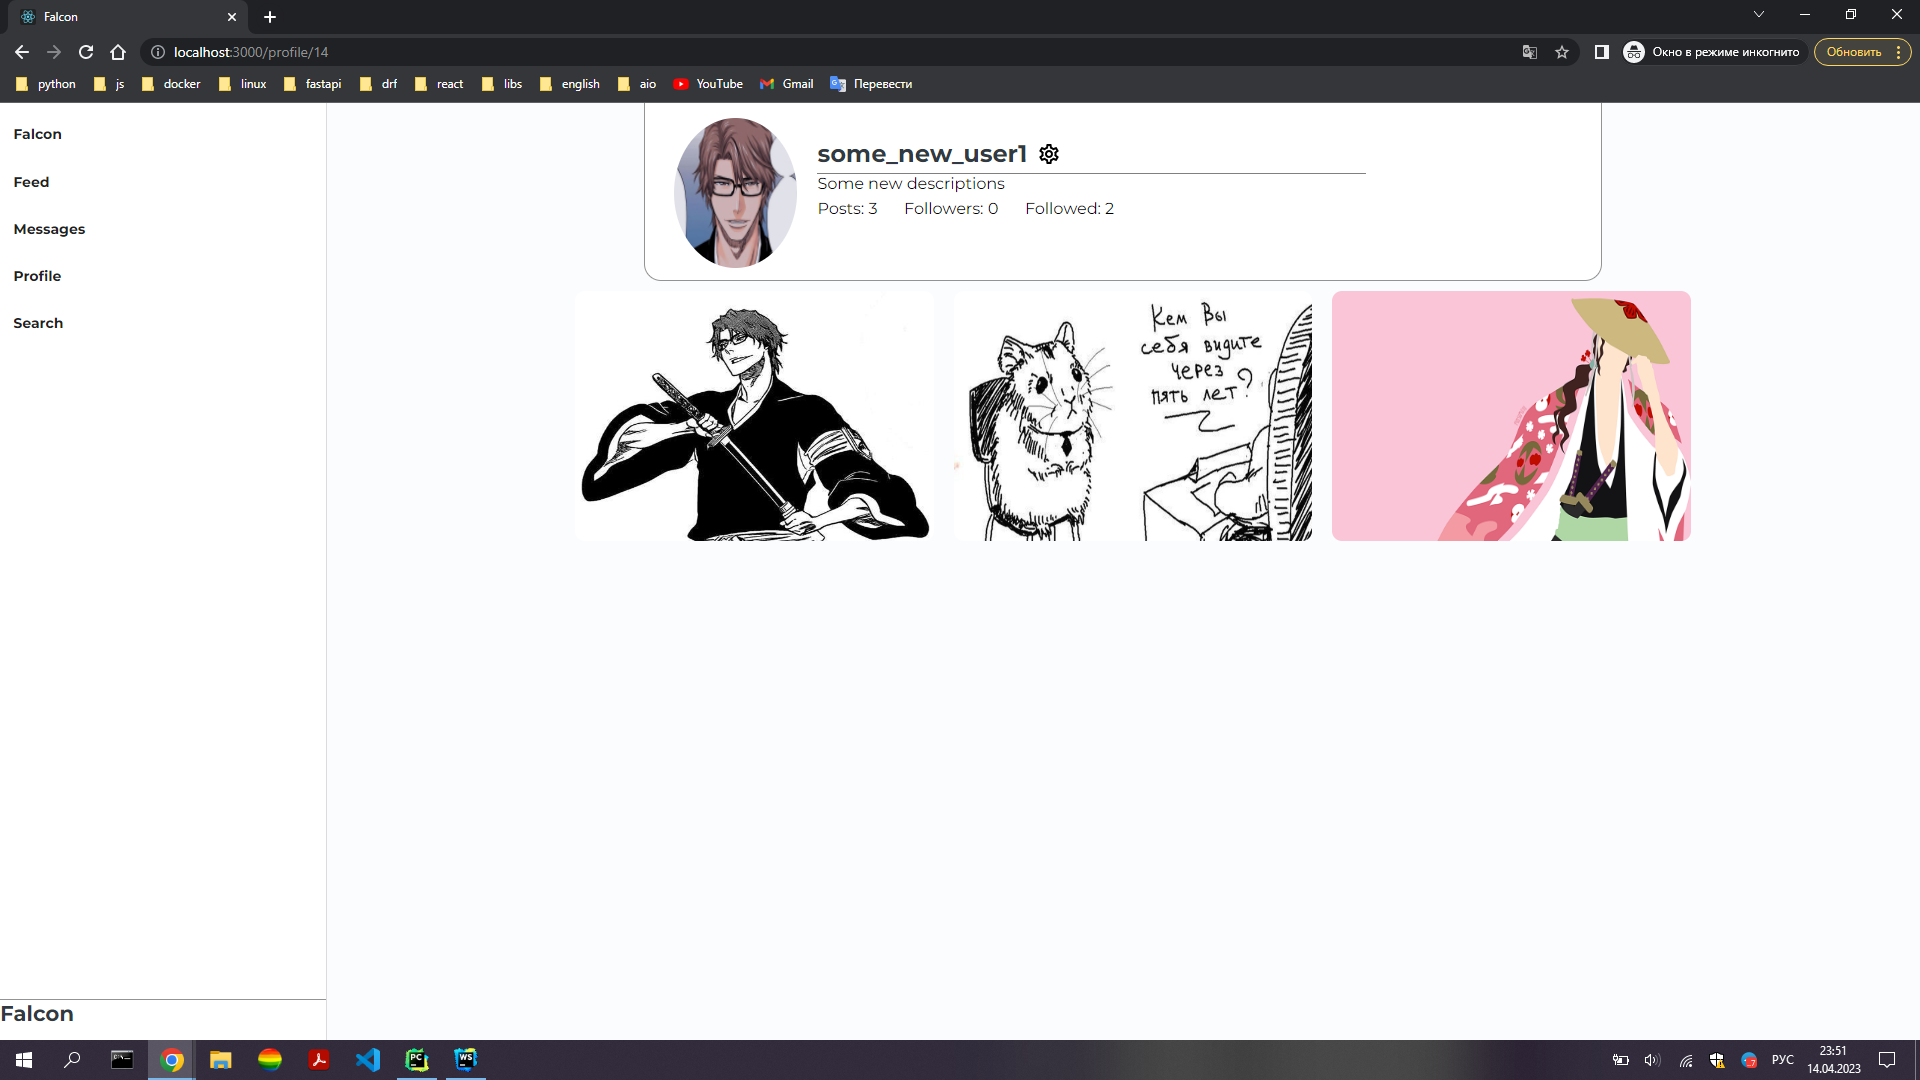 Falcon
localhost:3000/profile/14
Окно в режиме инкогнито
Обновить
python
js
docker
linux
fastapi
drf
react
libs
english
aio
YouTube
Gmail
Перевести
Falcon
Feed
Messages
Profile
Search
some_new_user1
Some new descriptions
Posts: 3 Followers: 0 Followed: 2
Кем Вы
себя видите
через
пять лет?
Falcon
PC
WS
РУС
23:51
14.04.2023